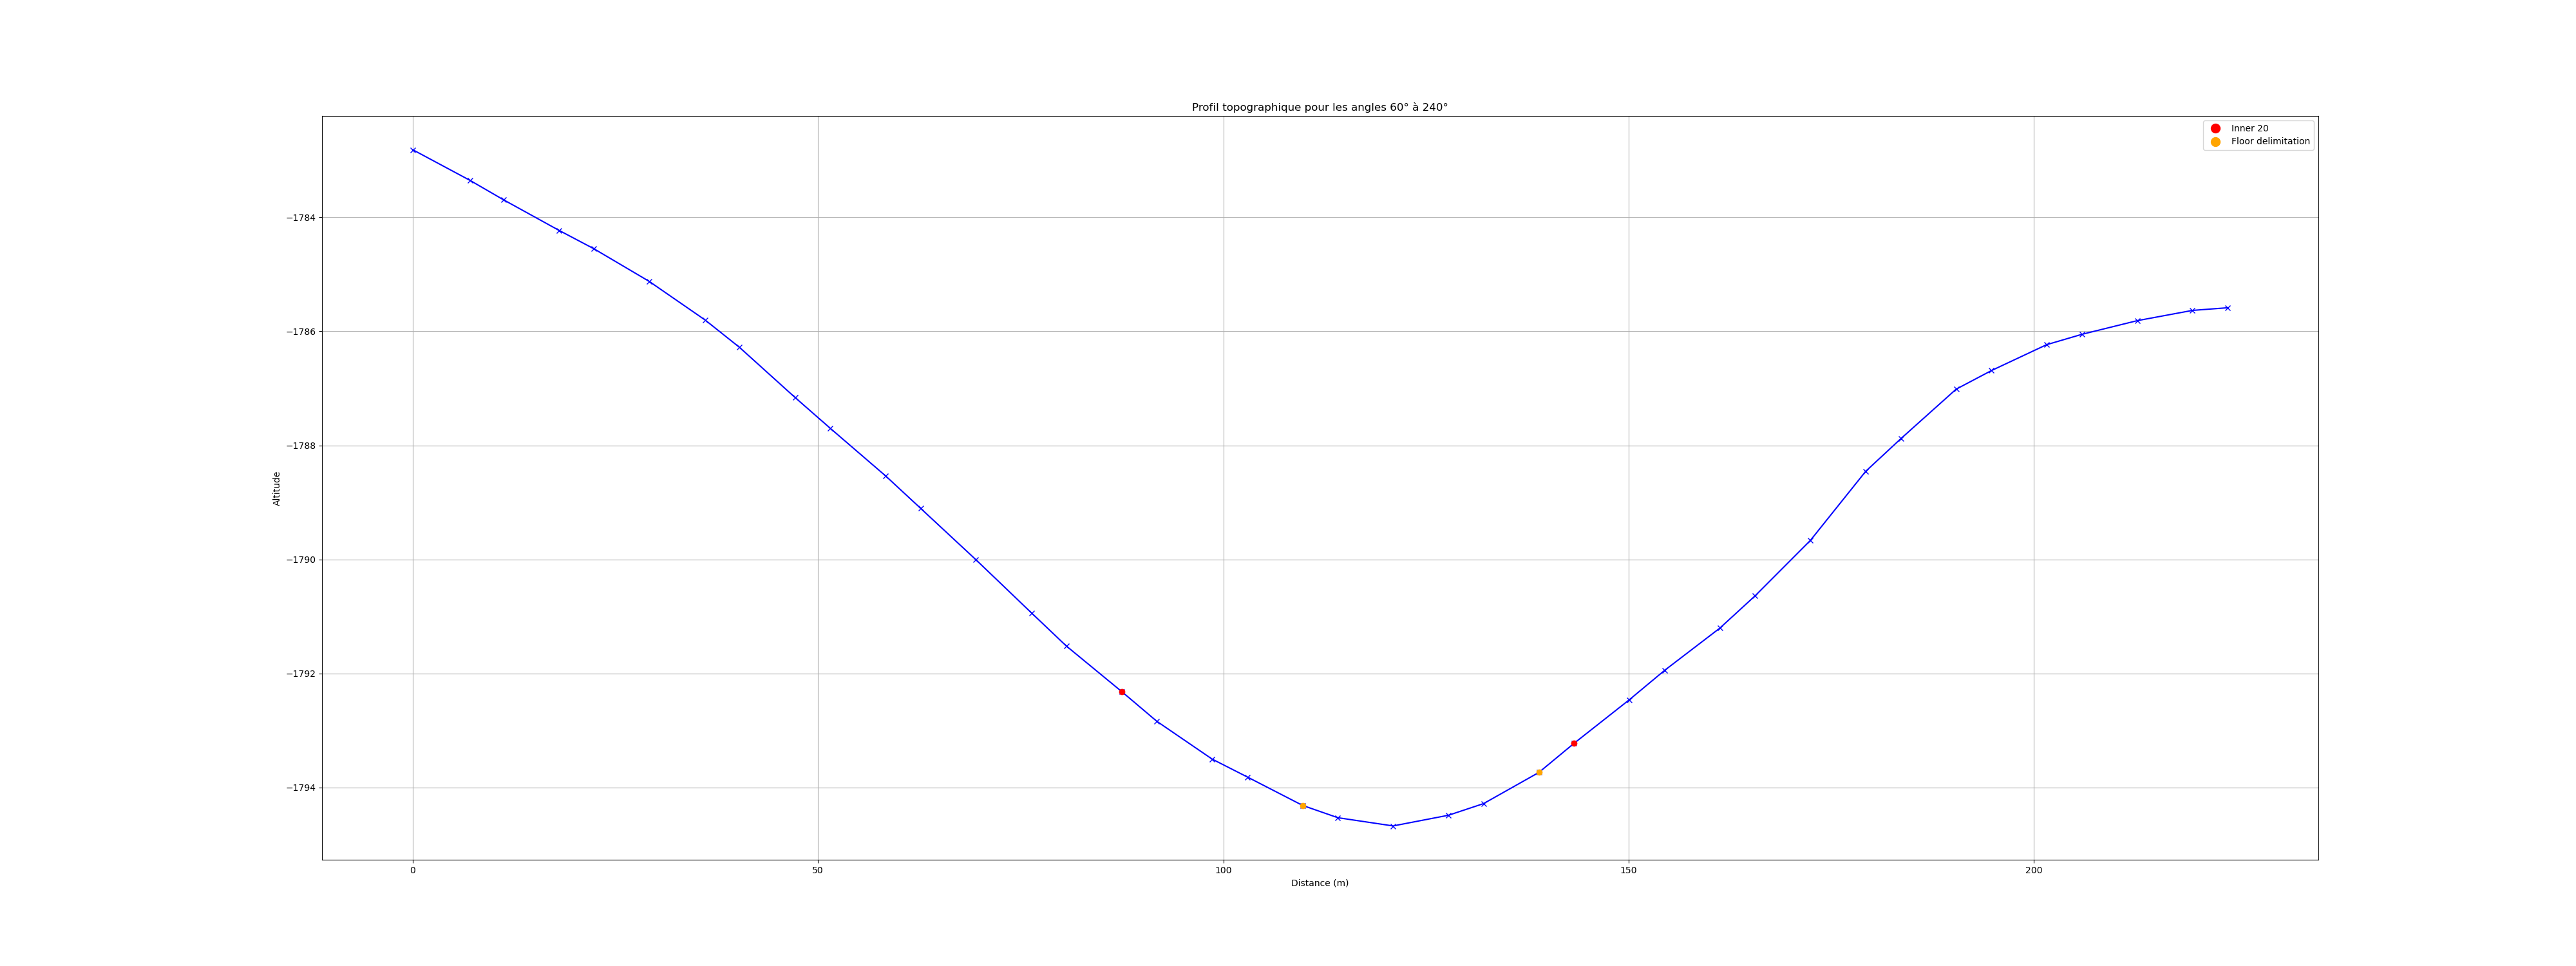 Profil topographique pour les angles 60° à 240°
Inner 20
Floor delimitation
−1784
−1786
−1788
−1790
−1792
−1794
Altitude
0 50 100 150 200
Distance (m)